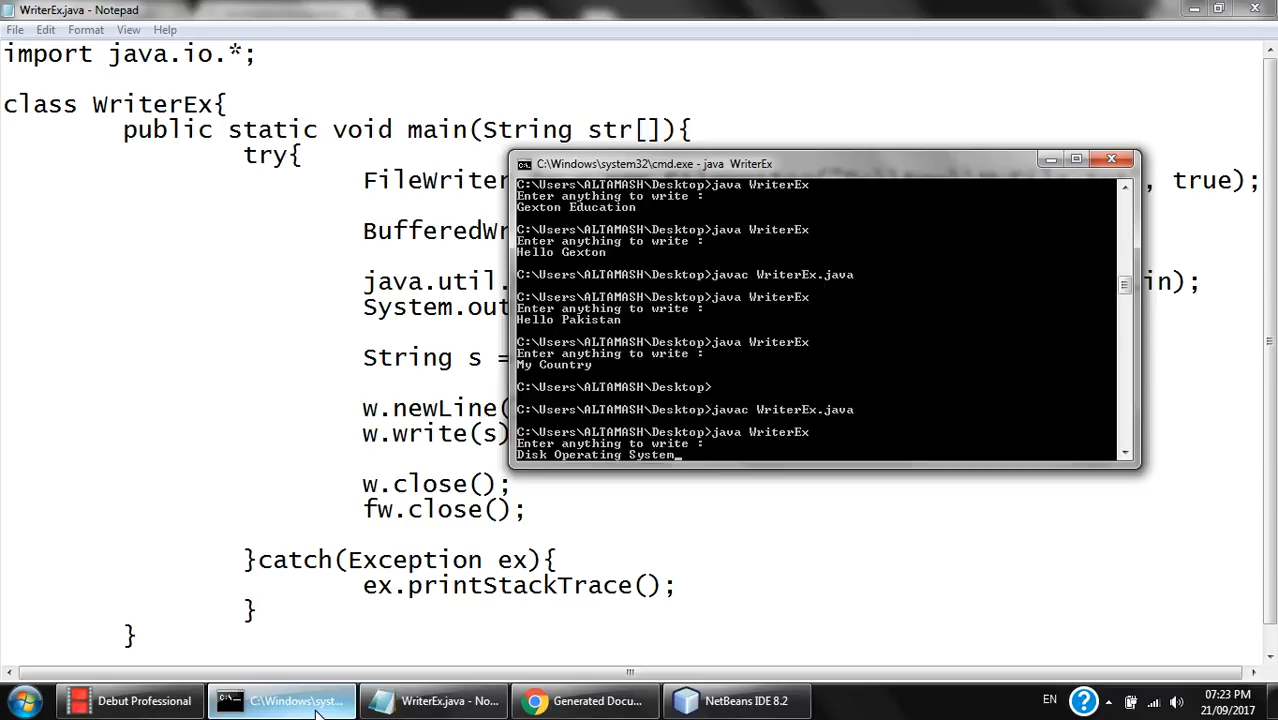 WriterEx.java - Notepad
File Edit Format View Help
import java.io.*;
class WriterEx{
public static void main(String str[]){
try{
FileWriter , true);
BufferedWr
java.util. in);
System.out
String s =
w.newLine(
w.write(s)
w.close();
fw.close();
}catch(Exception ex){
ex.printStackTrace();
}
}
C:\Windows\system32\cmd.exe - java WriterEx
C:\Users\ALTAMASH\Desktop>java WriterEx
Enter anything to write :
Gexton Education
C:\Users\ALTAMASH\Desktop>java WriterEx
Enter anything to write :
Hello Gexton
C:\Users\ALTAMASH\Desktop>javac WriterEx.java
C:\Users\ALTAMASH\Desktop>java WriterEx
Enter anything to write :
Hello Pakistan
C:\Users\ALTAMASH\Desktop>java WriterEx
Enter anything to write :
My Country
C:\Users\ALTAMASH\Desktop>
C:\Users\ALTAMASH\Desktop>javac WriterEx.java
C:\Users\ALTAMASH\Desktop>java WriterEx
Enter anything to write :
Disk Operating System_
Debut Professional
C:\Windows\syst...
WriterEx.java - No...
Generated Docu...
NetBeans IDE 8.2
EN
07:23 PM
21/09/2017